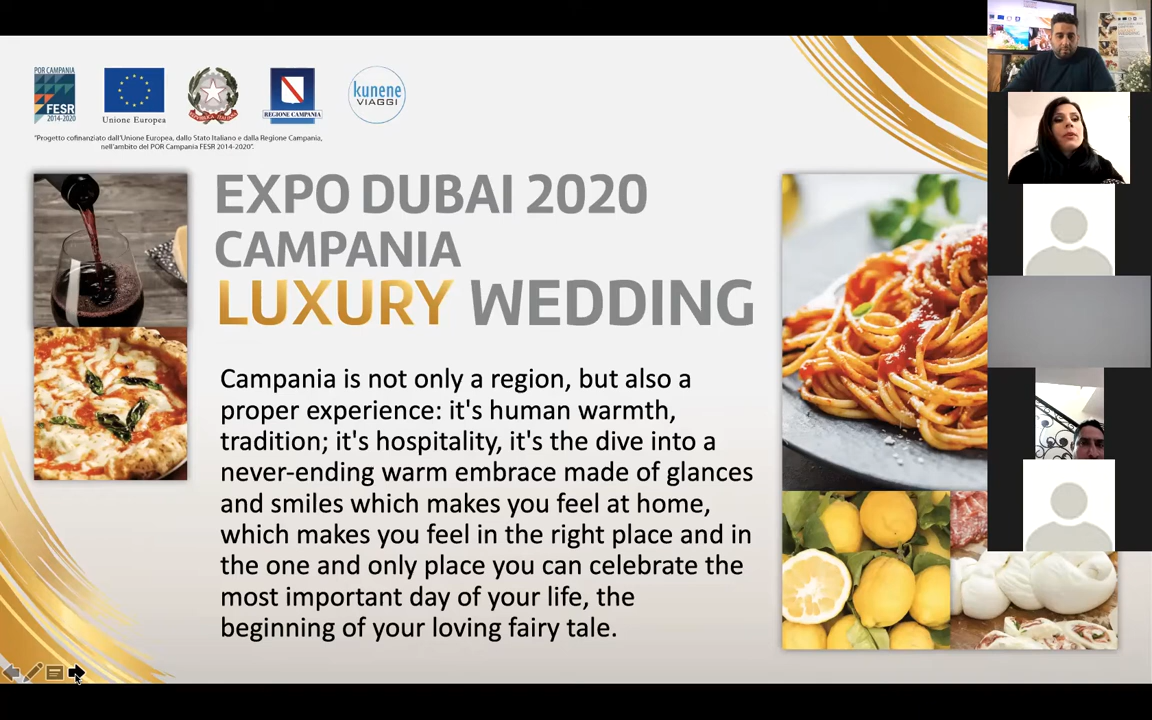 POR CAMPANIA
FESR
2014-2020
Unione Europea
REPVBBLICA ITALIANA
REGIONE CAMPANIA
kunene
VIAGGI
"Progetto cofinanziato dall'Unione Europea, dallo Stato Italiano e dalla Regione Campania,
nell'ambito del POR Campania FESR 2014-2020".
EXPO DUBAI 2020
CAMPANIA
LUXURY WEDDING
Campania is not only a region, but also a
proper experience: it's human warmth,
tradition; it's hospitality, it's the dive into a
never-ending warm embrace made of glances
and smiles which makes you feel at home,
which makes you feel in the right place and in
the one and only place you can celebrate the
most important day of your life, the
beginning of your loving fairy tale.